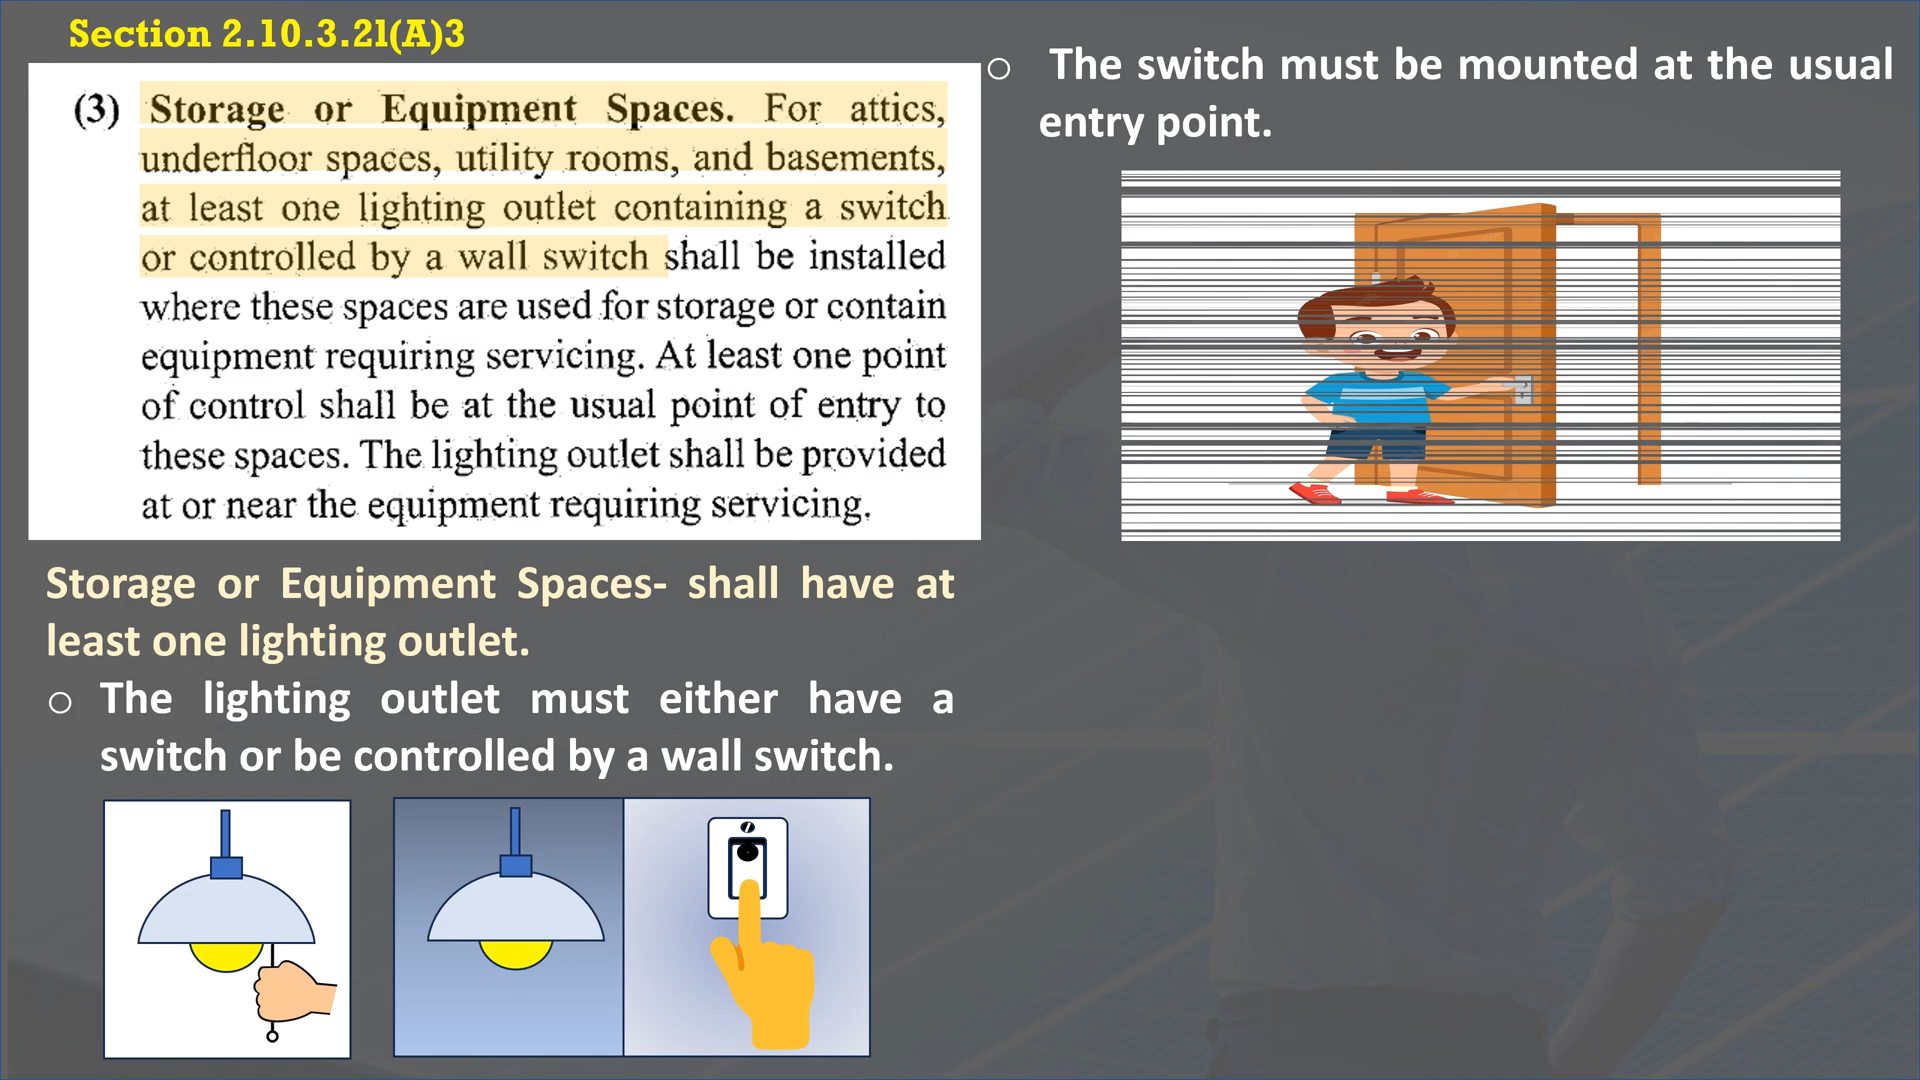 Section 2.10.3.21(A)3
(3) Storage or Equipment Spaces. For attics,
underfloor spaces, utility rooms, and basements,
at least one lighting outlet containing a switch
or controlled by a wall switch shall be installed
where these spaces are used for storage or contain
equipment requiring servicing. At least one point
of control shall be at the usual point of entry to
these spaces. The lighting outlet shall be provided
at or near the equipment requiring servicing.
Storage or Equipment Spaces- shall have at
least one lighting outlet.
o The lighting outlet must either have a
switch or be controlled by a wall switch.
o The switch must be mounted at the usual
entry point.